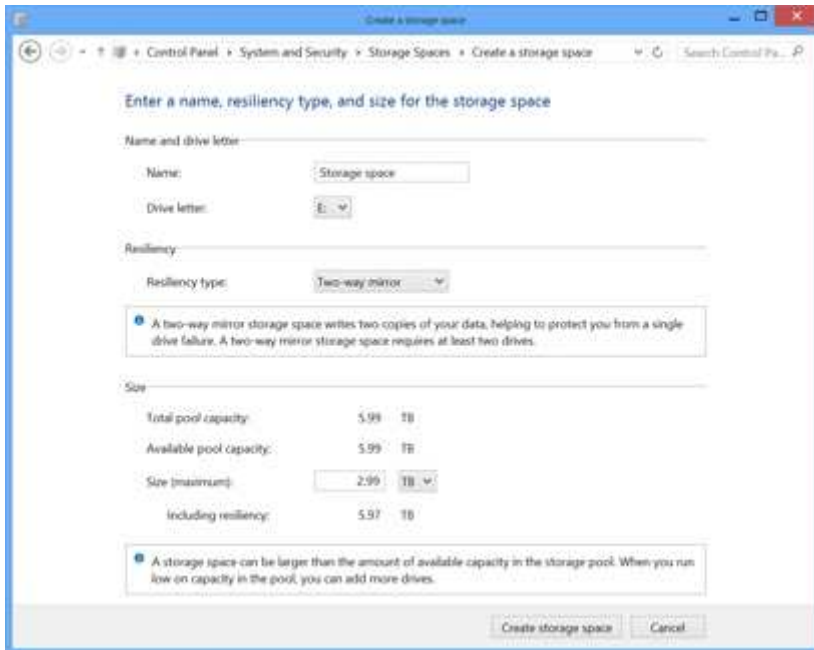 Create a storage space
Control Panel System and Security Storage Spaces Create a storage space Search Control Pa...
Enter a name, resiliency type, and size for the storage space
Name and drive letter
Name: Storage space
Drive letter: E:
Resiliency
Resiliency type: Two-way mirror
A two-way mirror storage space writes two copies of your data, helping to protect you from a single
drive failure. A two-way mirror storage space requires at least two drives.
Size
Total pool capacity: 5.99 TB
Available pool capacity: 5.99 TB
Size (maximum): 2.99 TB
Including resiliency: 5.97 TB
A storage space can be larger than the amount of available capacity in the storage pool. When you run
low on capacity in the pool, you can add more drives.
Create storage space Cancel